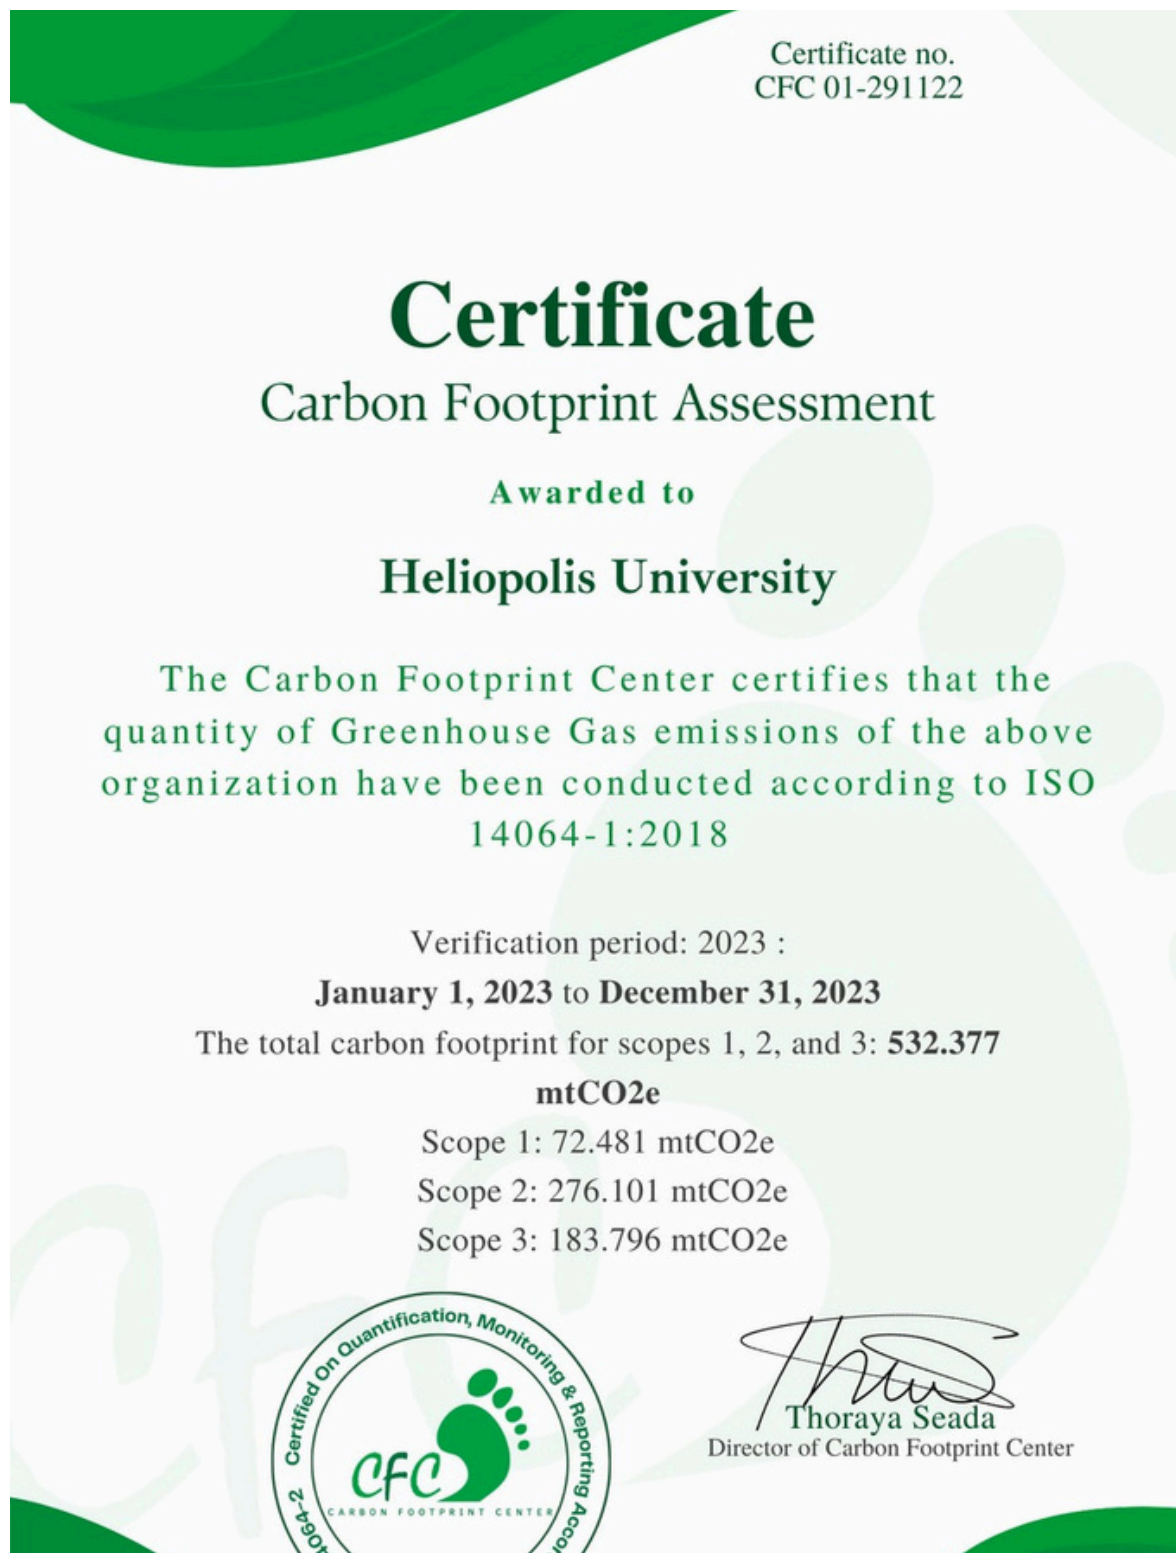 Certificate no.
CFC 01-291122
Certificate
Carbon Footprint Assessment
Awarded to
Heliopolis University
The Carbon Footprint Center certifies that the
quantity of Greenhouse Gas emissions of the above
organization have been conducted according to ISO
14064-1:2018
Verification period: 2023 :
January 1, 2023 to December 31, 2023
The total carbon footprint for scopes 1, 2, and 3: 532.377
mtCO2e
Scope 1: 72.481 mtCO2e
Scope 2: 276.101 mtCO2e
Scope 3: 183.796 mtCO2e
Certified On Quantification, Monitoring & Reporting
CFC
CARBON FOOTPRINT CENTER
Thoraya Seada
Director of Carbon Footprint Center
CFC